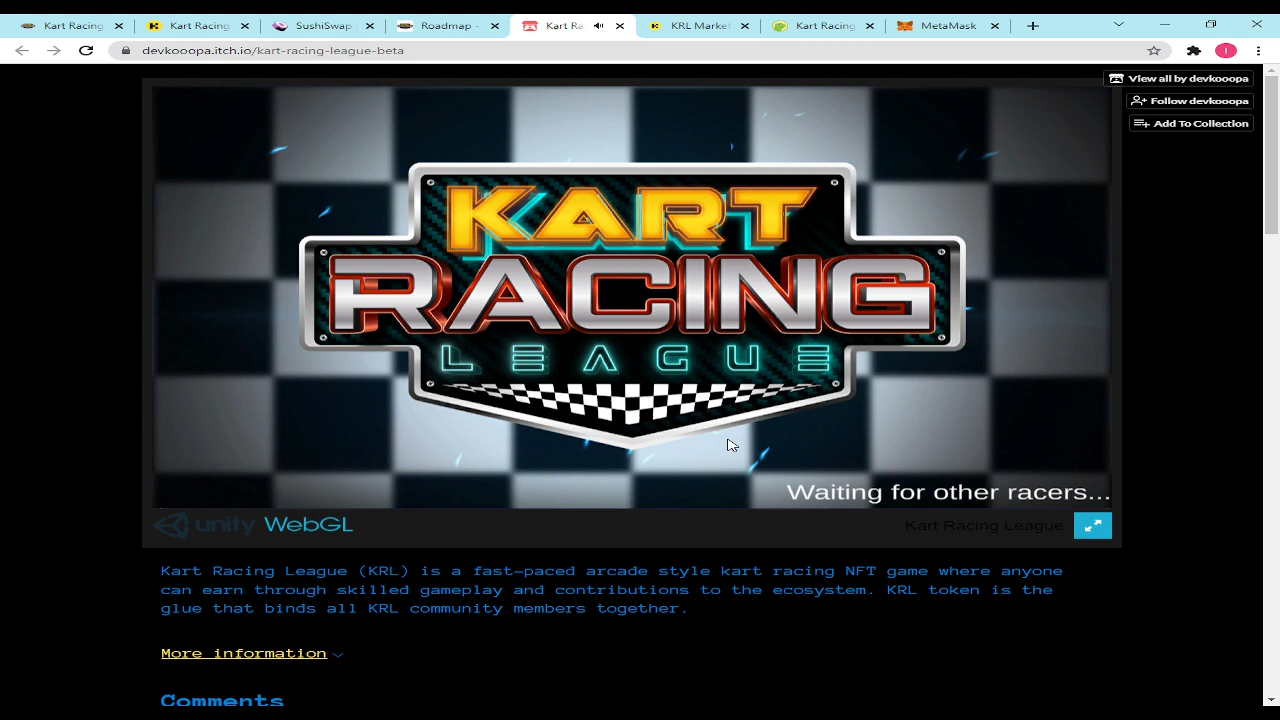 Kart Racing
Kart Racing
SushiSwap
Roadmap -
Kart Ra
KRL Market
Kart Racing
MetaMask
devkooopa.itch.io/kart-racing-league-beta
I
View all by devkooopa
Follow devkooopa
Add To Collection
KART
RACING
LEAGUE
Waiting for other racers...
unity WebGL
Kart Racing League
Kart Racing League (KRL) is a fast-paced arcade style kart racing NFT game where anyone
can earn through skilled gameplay and contributions to the ecosystem. KRL token is the
glue that binds all KRL community members together.
More information
Comments